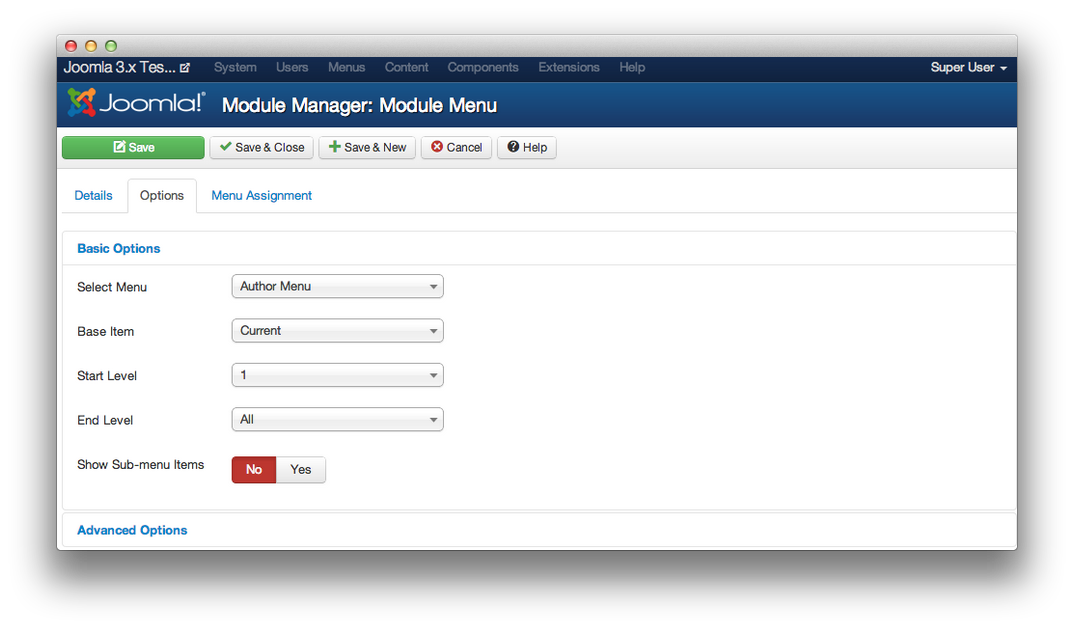 Joomla 3.x Tes... System Users Menus Content Components Extensions Help Super User
Joomla!® Module Manager: Module Menu
Save Save & Close Save & New Cancel Help
Details Options Menu Assignment
Basic Options
Select Menu Author Menu
Base Item Current
Start Level 1
End Level All
Show Sub-menu Items No Yes
Advanced Options